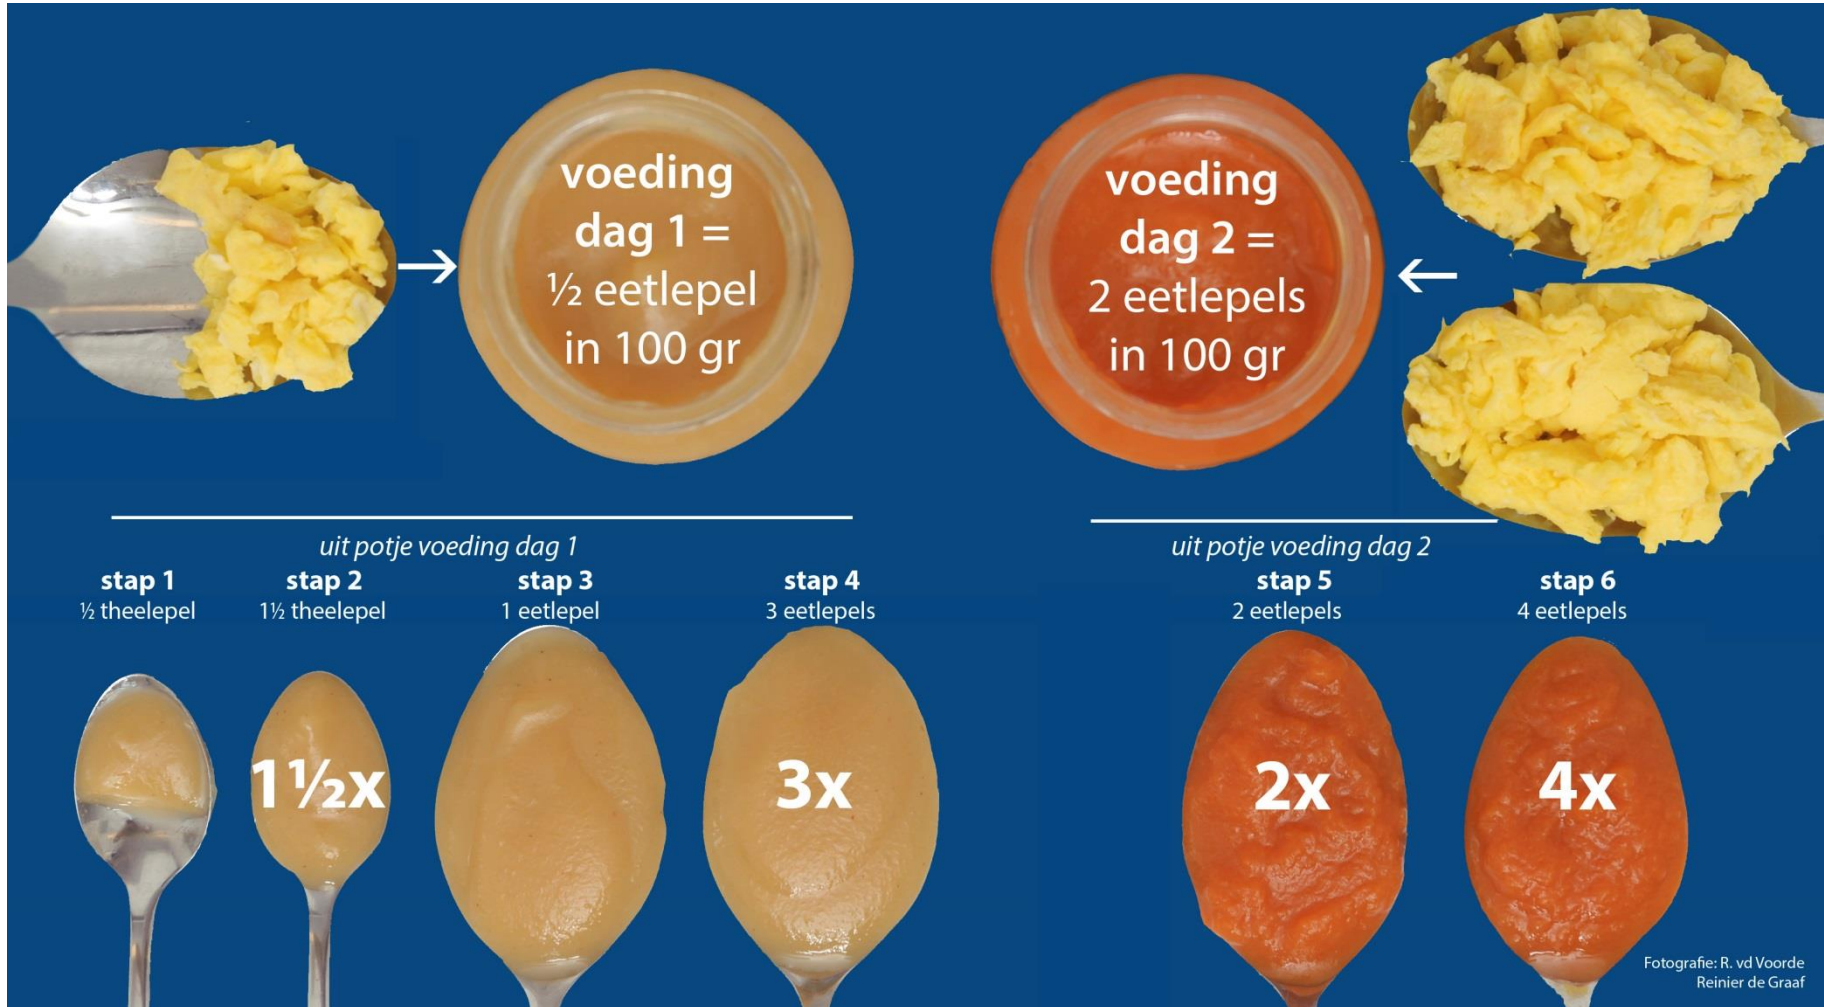 voeding
dag 1 =
½ eetlepel
in 100 gr
voeding
dag 2 =
2 eetlepels
in 100 gr
uit potje voeding dag 1
stap 1
½ theelepel
stap 2
1½ theelepel
stap 3
1 eetlepel
stap 4
3 eetlepels
1½x
3x
uit potje voeding dag 2
stap 5
2 eetlepels
stap 6
4 eetlepels
2x
4x
Fotografie: R. vd Voorde
Reinier de Graaf